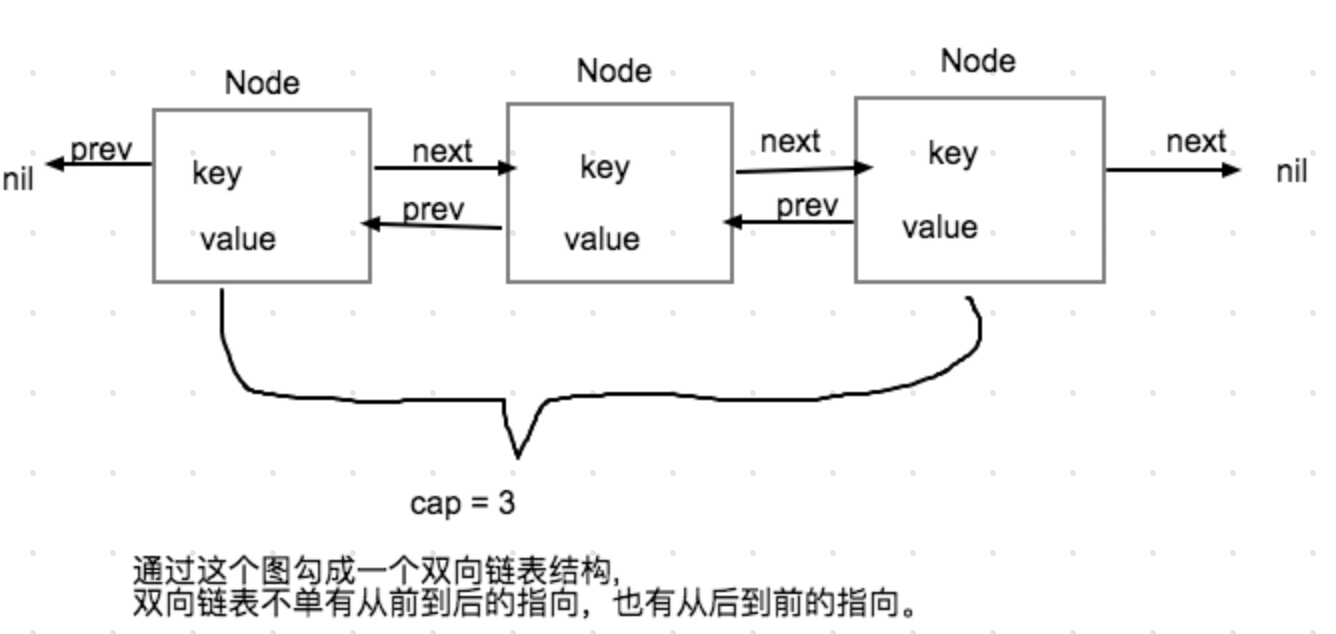 Node
Node
Node
prev
next
next
next
nil
key
key
key
nil
prev
prev
value
value
value
cap = 3
通过这个图勾成一个双向链表结构,
双向链表不单有从前到后的指向，也有从后到前的指向。